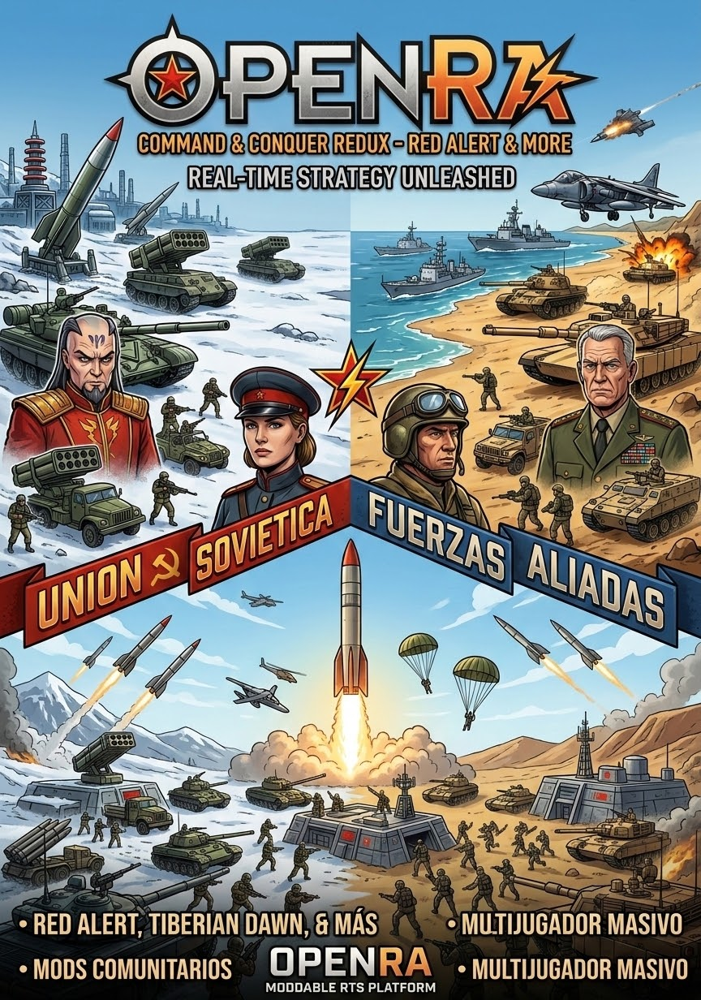 OPENRA
COMMAND & CONQUER REDUX - RED ALERT & MORE
REAL-TIME STRATEGY UNLEASHED
UNION SOVIETICA
FUERZAS ALIADAS
• RED ALERT, TIBERIAN DAWN, & MÁS
• MULTIJUGADOR MASIVO
• MODS COMUNITARIOS
OPENRA
MODDABLE RTS PLATFORM
• MULTIJUGADOR MASIVO